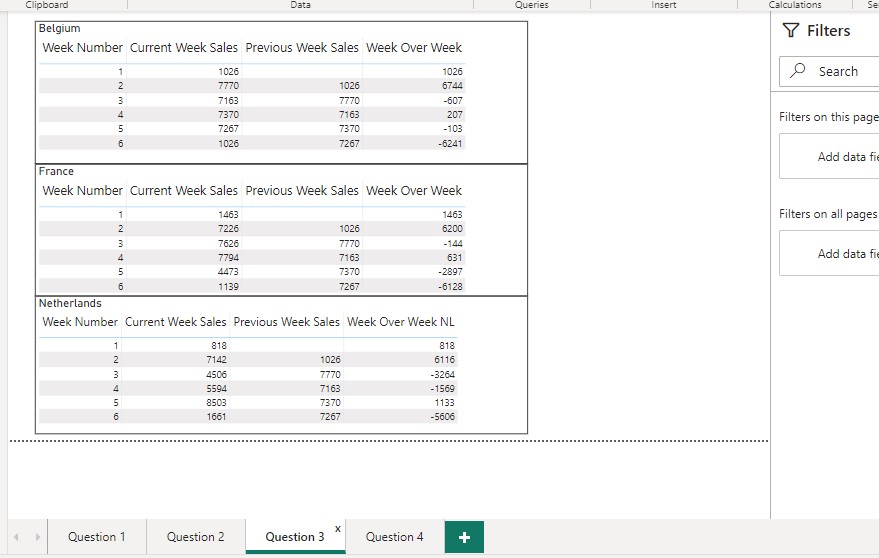 Clipboard Data Queries Insert Calculations Se
Belgium
Week Number Current Week Sales Previous Week Sales Week Over Week
1 1026 1026
2 7770 1026 6744
3 7163 7770 -607
4 7370 7163 207
5 7267 7370 -103
6 1026 7267 -6241
France
Week Number Current Week Sales Previous Week Sales Week Over Week
1 1463 1463
2 7226 1026 6200
3 7626 7770 -144
4 7794 7163 631
5 4473 7370 -2897
6 1139 7267 -6128
Netherlands
Week Number Current Week Sales Previous Week Sales Week Over Week NL
1 818 818
2 7142 1026 6116
3 4506 7770 -3264
4 5594 7163 -1569
5 8503 7370 1133
6 1661 7267 -5606
Filters
Search
Filters on this page
Add data fie
Filters on all pages
Add data fie
Question 1 Question 2 Question 3 x Question 4 +